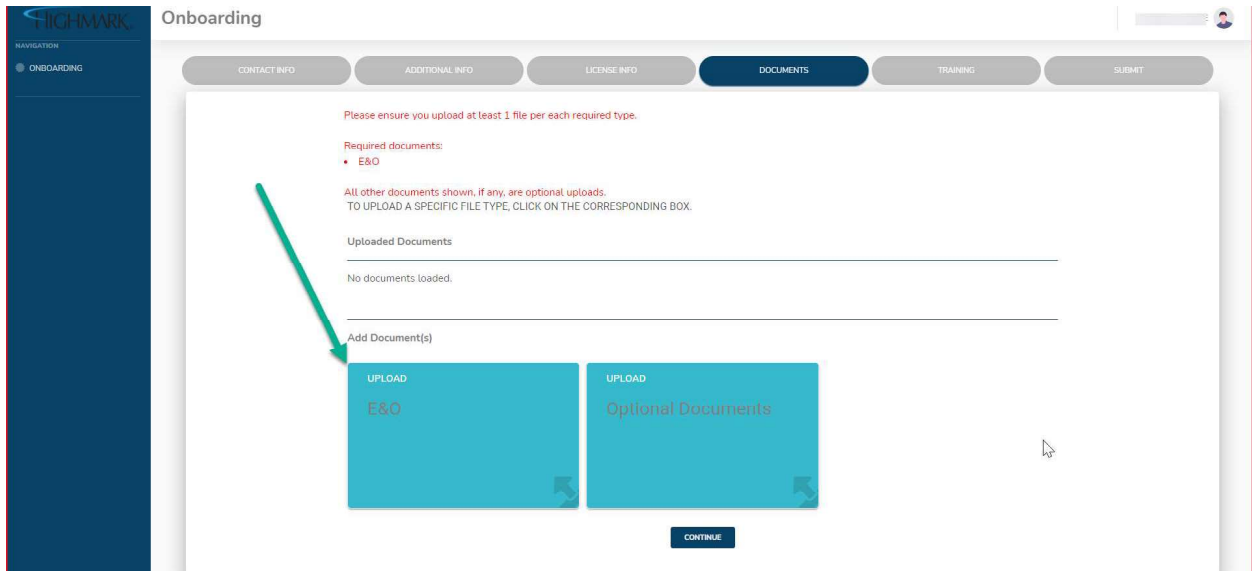 HIGHMARK
Onboarding
NAVIGATION
ONBOARDING
CONTACT INFO
ADDITIONAL INFO
LICENSE INFO
DOCUMENTS
TRAINING
SUBMIT
Please ensure you upload at least 1 file per each required type.
Required documents:
• E&O
All other documents shown, if any, are optional uploads.
TO UPLOAD A SPECIFIC FILE TYPE, CLICK ON THE CORRESPONDING BOX.
Uploaded Documents
No documents loaded.
Add Document(s)
UPLOAD
E&O
UPLOAD
Optional Documents
CONTINUE